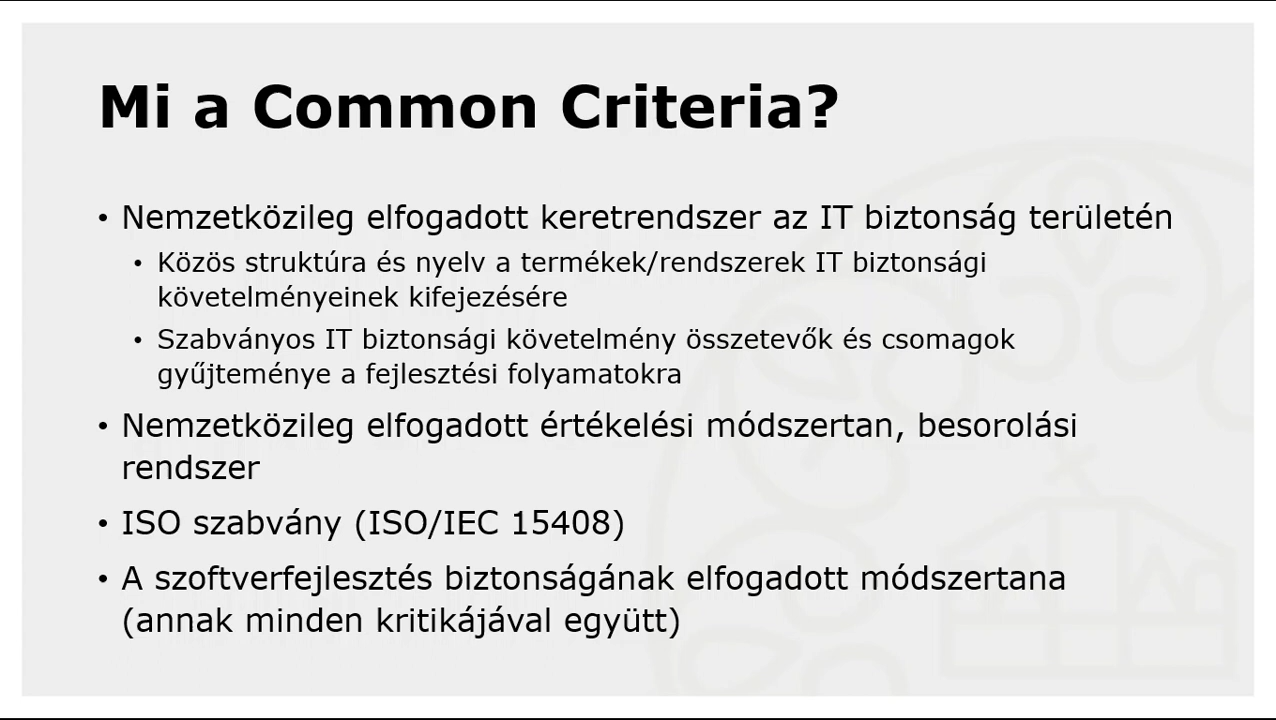 Mi a Common Criteria?
• Nemzetközileg elfogadott keretrendszer az IT biztonság területén
• Közös struktúra és nyelv a termékek/rendszerek IT biztonsági
követelményeinek kifejezésére
• Szabványos IT biztonsági követelmény összetevők és csomagok
gyűjteménye a fejlesztési folyamatokra
• Nemzetközileg elfogadott értékelési módszertan, besorolási
rendszer
• ISO szabvány (ISO/IEC 15408)
• A szoftverfejlesztés biztonságának elfogadott módszertana
(annak minden kritikájával együtt)